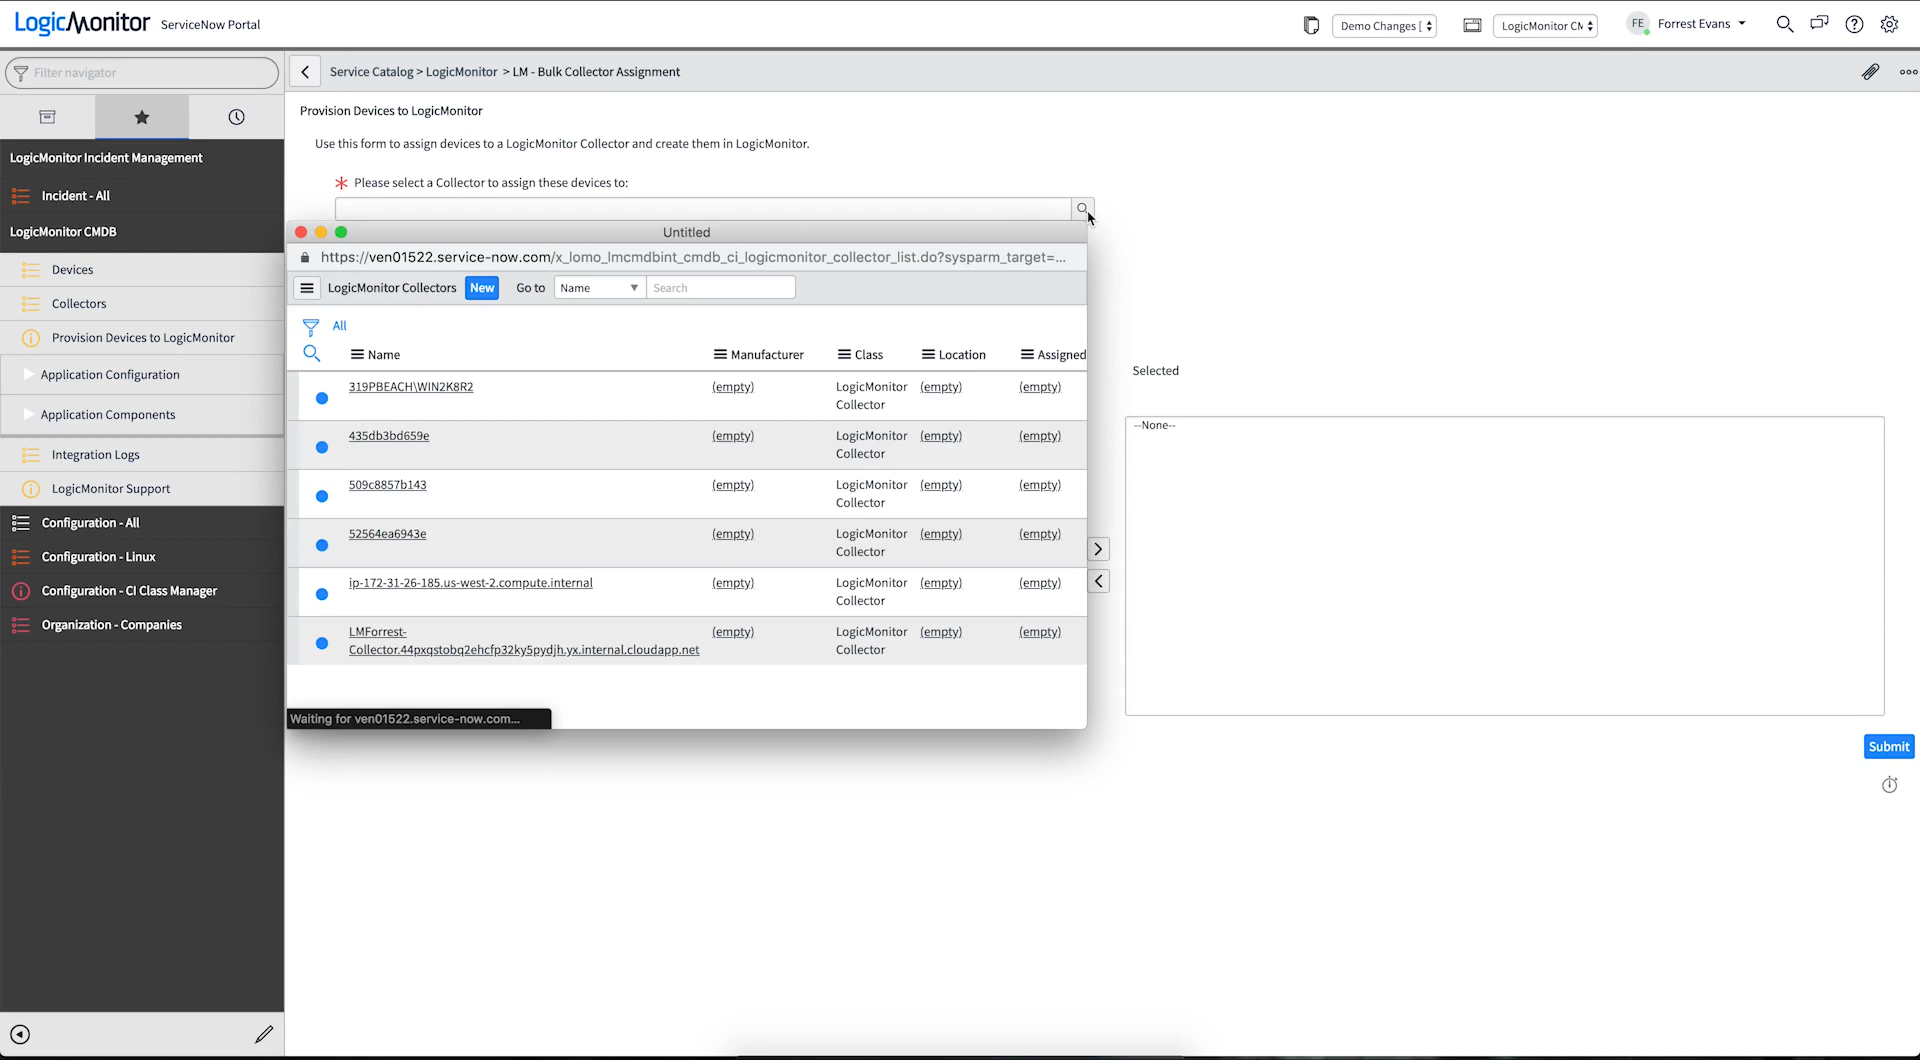 LogicMonitor ServiceNow Portal
Demo Changes [
LogicMonitor CM
FE Forrest Evans
Filter navigator
Service Catalog > LogicMonitor > LM - Bulk Collector Assignment
LogicMonitor Incident Management
Incident - All
LogicMonitor CMDB
Devices
Collectors
Provision Devices to LogicMonitor
Application Configuration
Application Components
Integration Logs
LogicMonitor Support
Configuration - All
Configuration - Linux
Configuration - CI Class Manager
Organization - Companies
Provision Devices to LogicMonitor
Use this form to assign devices to a LogicMonitor Collector and create them in LogicMonitor.
Please select a Collector to assign these devices to:
Untitled
https://ven01522.service-now.com/x_lomo_lmcmdbint_cmdb_ci_logicmonitor_collector_list.do?sysparm_target=...
LogicMonitor Collectors New Go to Name Search
All
Name Manufacturer Class Location Assigned
319PBEACH\WIN2K8R2 (empty) LogicMonitor Collector (empty) (empty)
435db3bd659e (empty) LogicMonitor Collector (empty) (empty)
509c8857b143 (empty) LogicMonitor Collector (empty) (empty)
52564ea6943e (empty) LogicMonitor Collector (empty) (empty)
ip-172-31-26-185.us-west-2.compute.internal (empty) LogicMonitor Collector (empty) (empty)
LMForrest-
Collector.44pxqstobq2ehcfp32ky5pydjh.yx.internal.cloudapp.net (empty) LogicMonitor Collector (empty) (empty)
Waiting for ven01522.service-now.com...
Selected
--None--
Submit